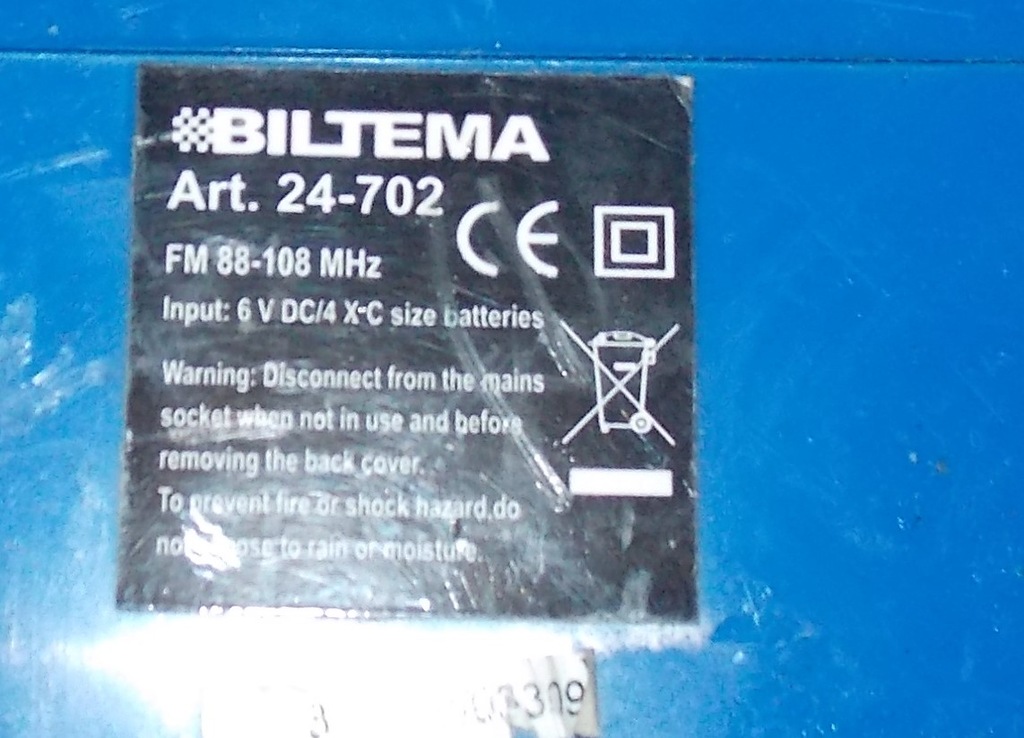 BILTEMA
Art. 24-702
CE
FM 88-108 MHz
Input: 6 V DC/4 X-C size batteries
Warning: Disconnect from the mains
socket when not in use and before
removing the back cover.
To prevent fire or shock hazard,do
to rain or moisture.